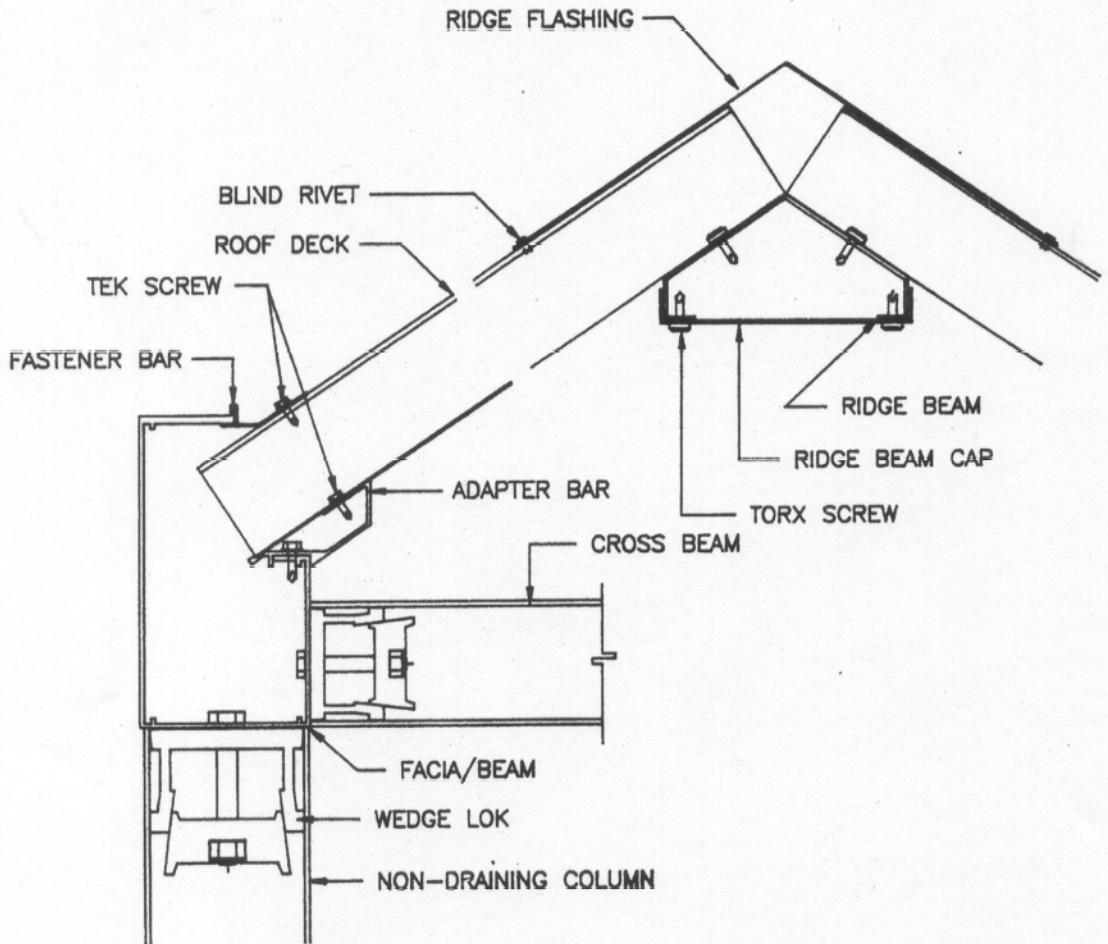 RIDGE FLASHING
BLIND RIVET
ROOF DECK
TEK SCREW
FASTENER BAR
RIDGE BEAM
RIDGE BEAM CAP
ADAPTER BAR
TORX SCREW
CROSS BEAM
FACIA/BEAM
WEDGE LOK
NON-DRAINING COLUMN